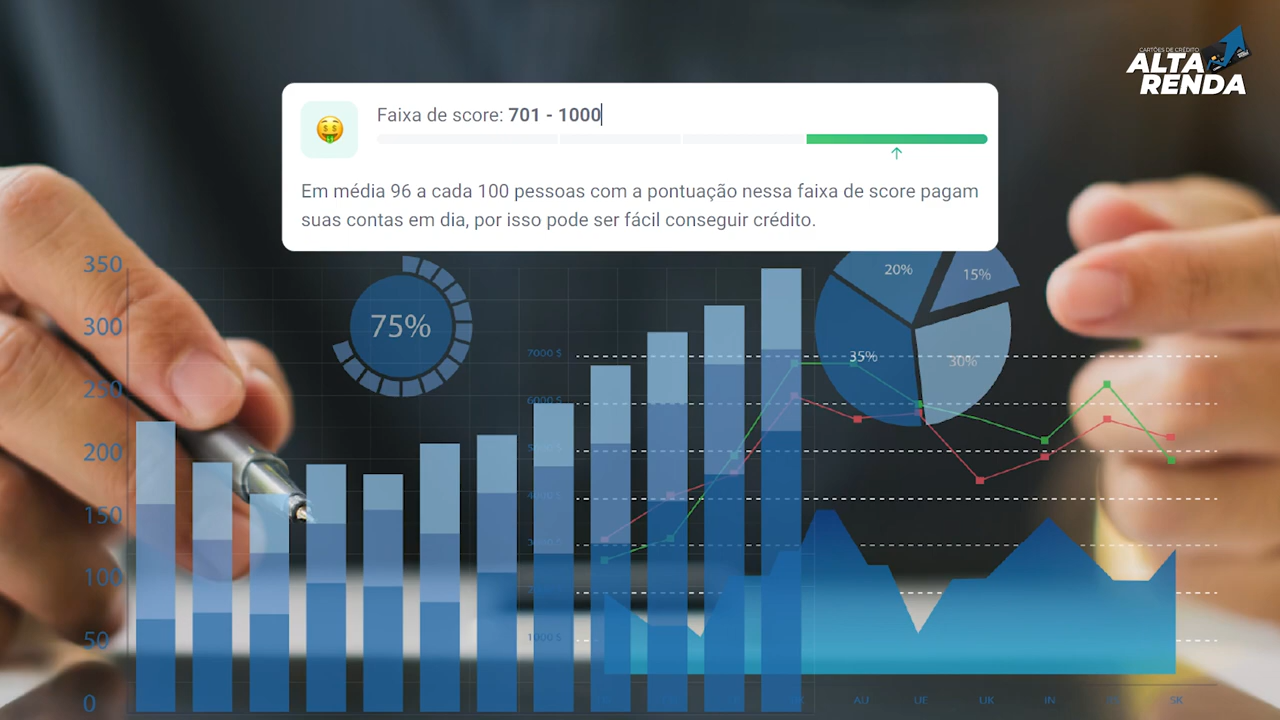 CARTÕES DE CRÉDITO
ALTA
RENDA
Faixa de score: 701 - 1000
Em média 96 a cada 100 pessoas com a pontuação nessa faixa de score pagam
suas contas em dia, por isso pode ser fácil conseguir crédito.
350
300
250
200
150
100
50
0
75%
20%
15%
35%
30%
7000 $
6000 $
4000 $
1000 $
AU
UE
UK
IN
SK